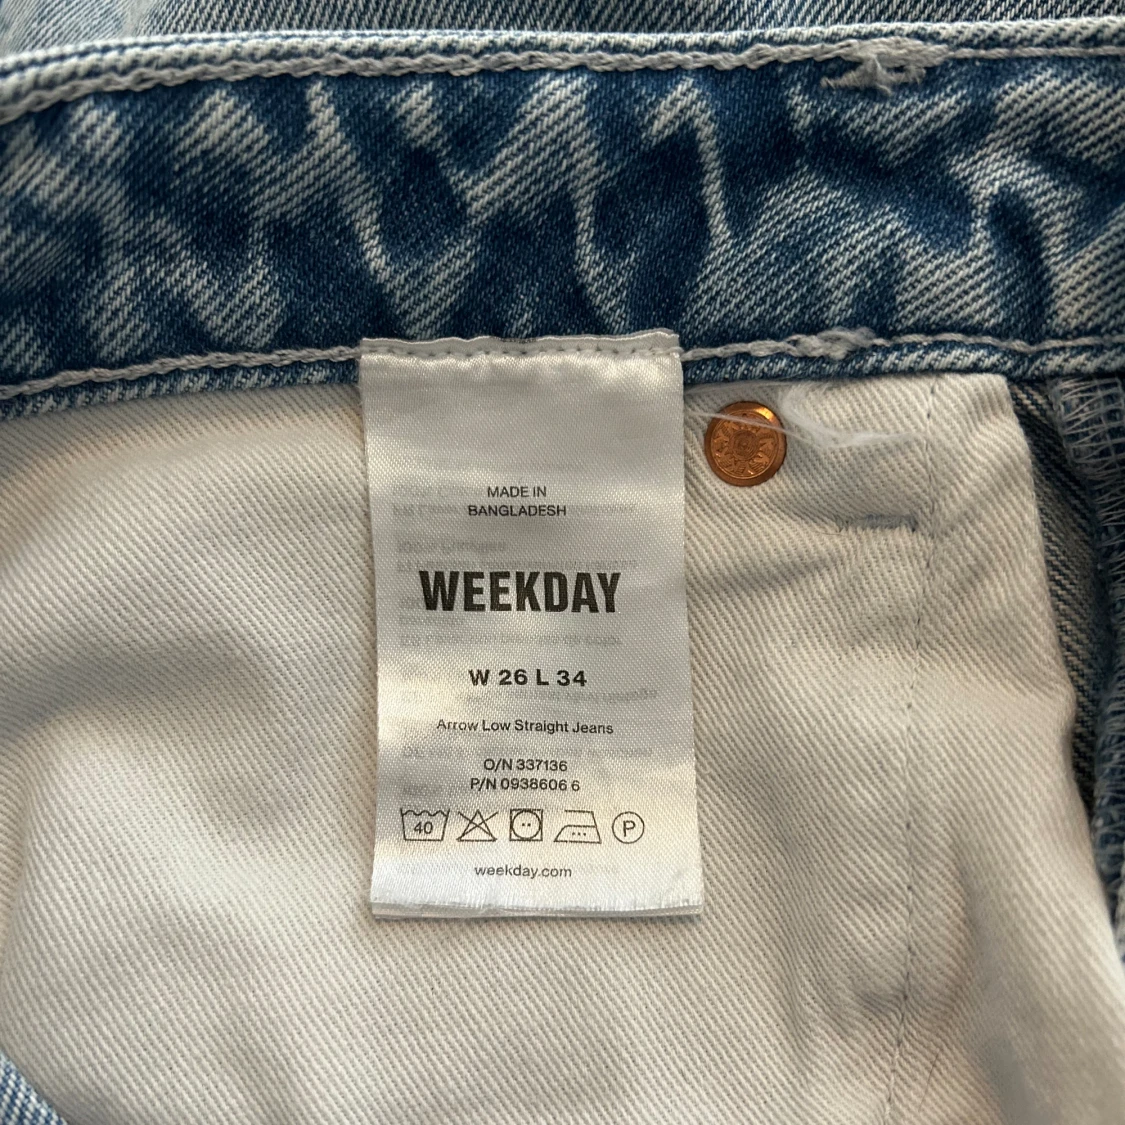 MADE IN
BANGLADESH
WEEKDAY
W 26 L 34
Arrow Low Straight Jeans
O/N 337136
P/N 0938606 6
40 P
weekday.com